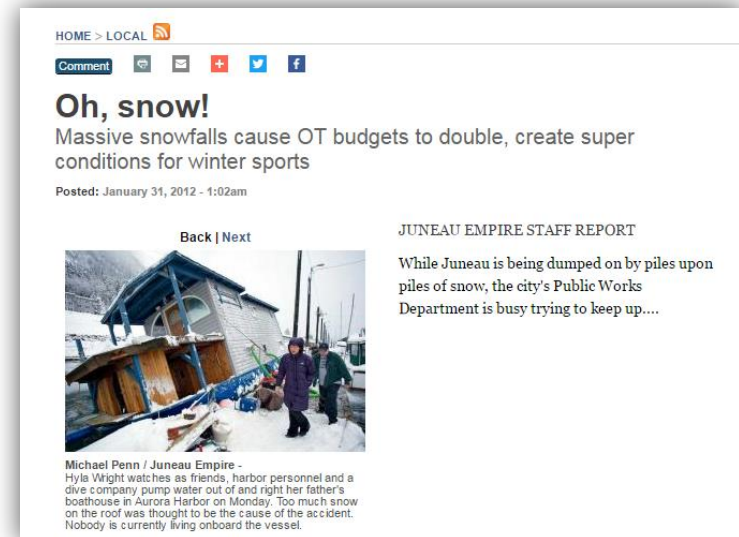 HOME > LOCAL
Comment
Oh, snow!
Massive snowfalls cause OT budgets to double, create super
conditions for winter sports
Posted: January 31, 2012 - 1:02am
Back | Next
Michael Penn / Juneau Empire -
Hyla Wright watches as friends, harbor personnel and a
dive company pump water out of and right her father's
boathouse in Aurora Harbor on Monday. Too much snow
on the roof was thought to be the cause of the accident.
Nobody is currently living onboard the vessel.
JUNEAU EMPIRE STAFF REPORT
While Juneau is being dumped on by piles upon
piles of snow, the city's Public Works
Department is busy trying to keep up....